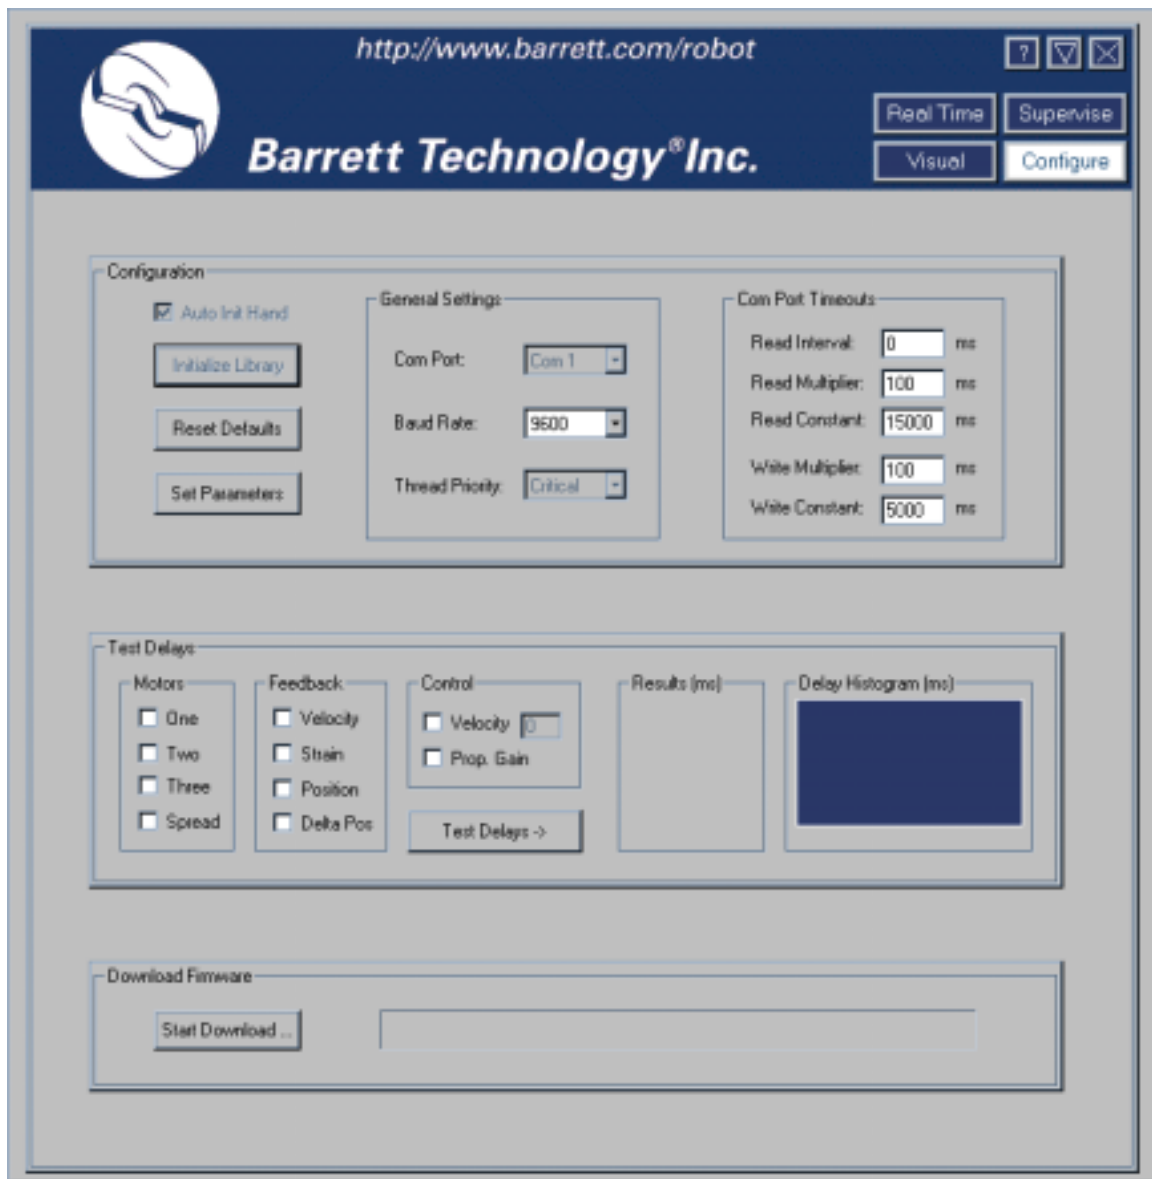 http://www.barrett.com/robot
?
Real Time Supervise
Barrett Technology®Inc.
Visual Configure
Configuration
Auto Init Hand
Initialize Library
Reset Defaults
Set Parameters
General Settings
Com Port: Com 1
Baud Rate: 9600
Thread Priority: Critical
Com Port Timeouts
Read Interval: 0 ms
Read Multiplier: 100 ms
Read Constant: 15000 ms
Write Multiplier: 100 ms
Write Constant: 5000 ms
Test Delays
Motors
One
Two
Three
Spread
Feedback
Velocity
Strain
Position
Delta Pos
Control
Velocity 0
Prop. Gain
Test Delays ->
Results (ms)
Delay Histogram (ms)
Download Firmware
Start Download ...